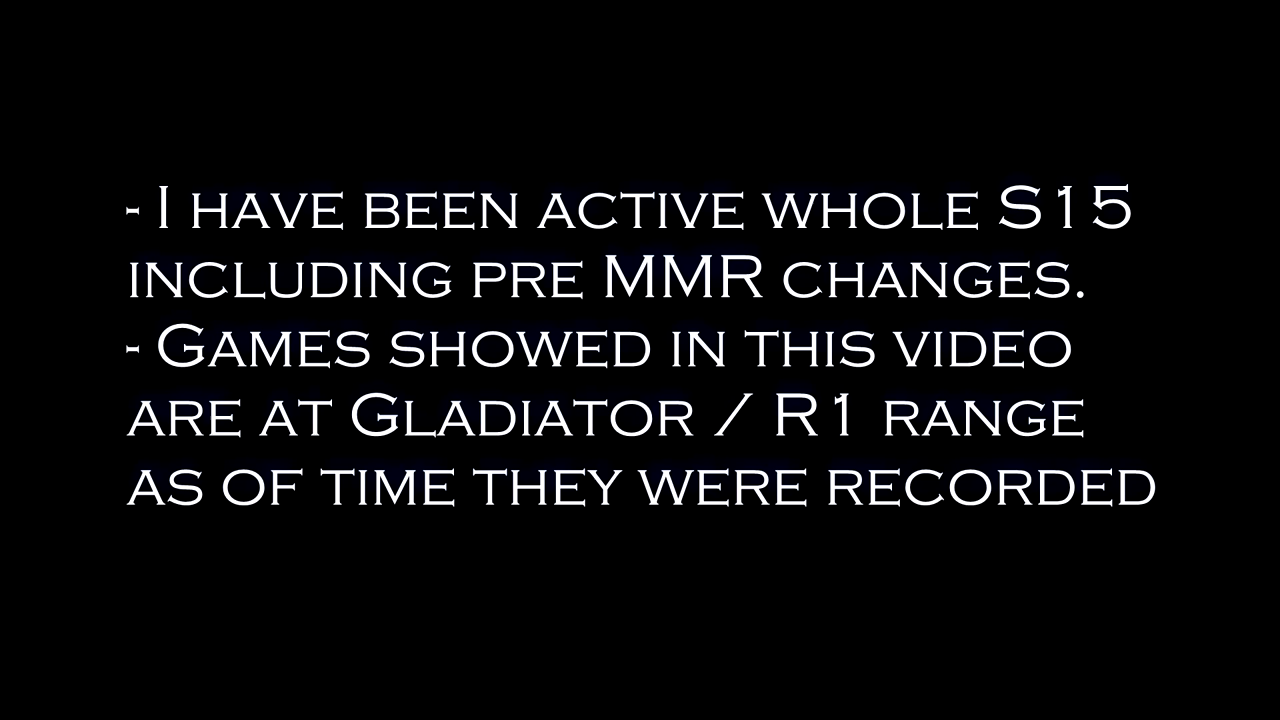 - I have been active whole S15
including pre MMR changes.
- Games showed in this video
are at Gladiator / R1 range
as of time they were recorded